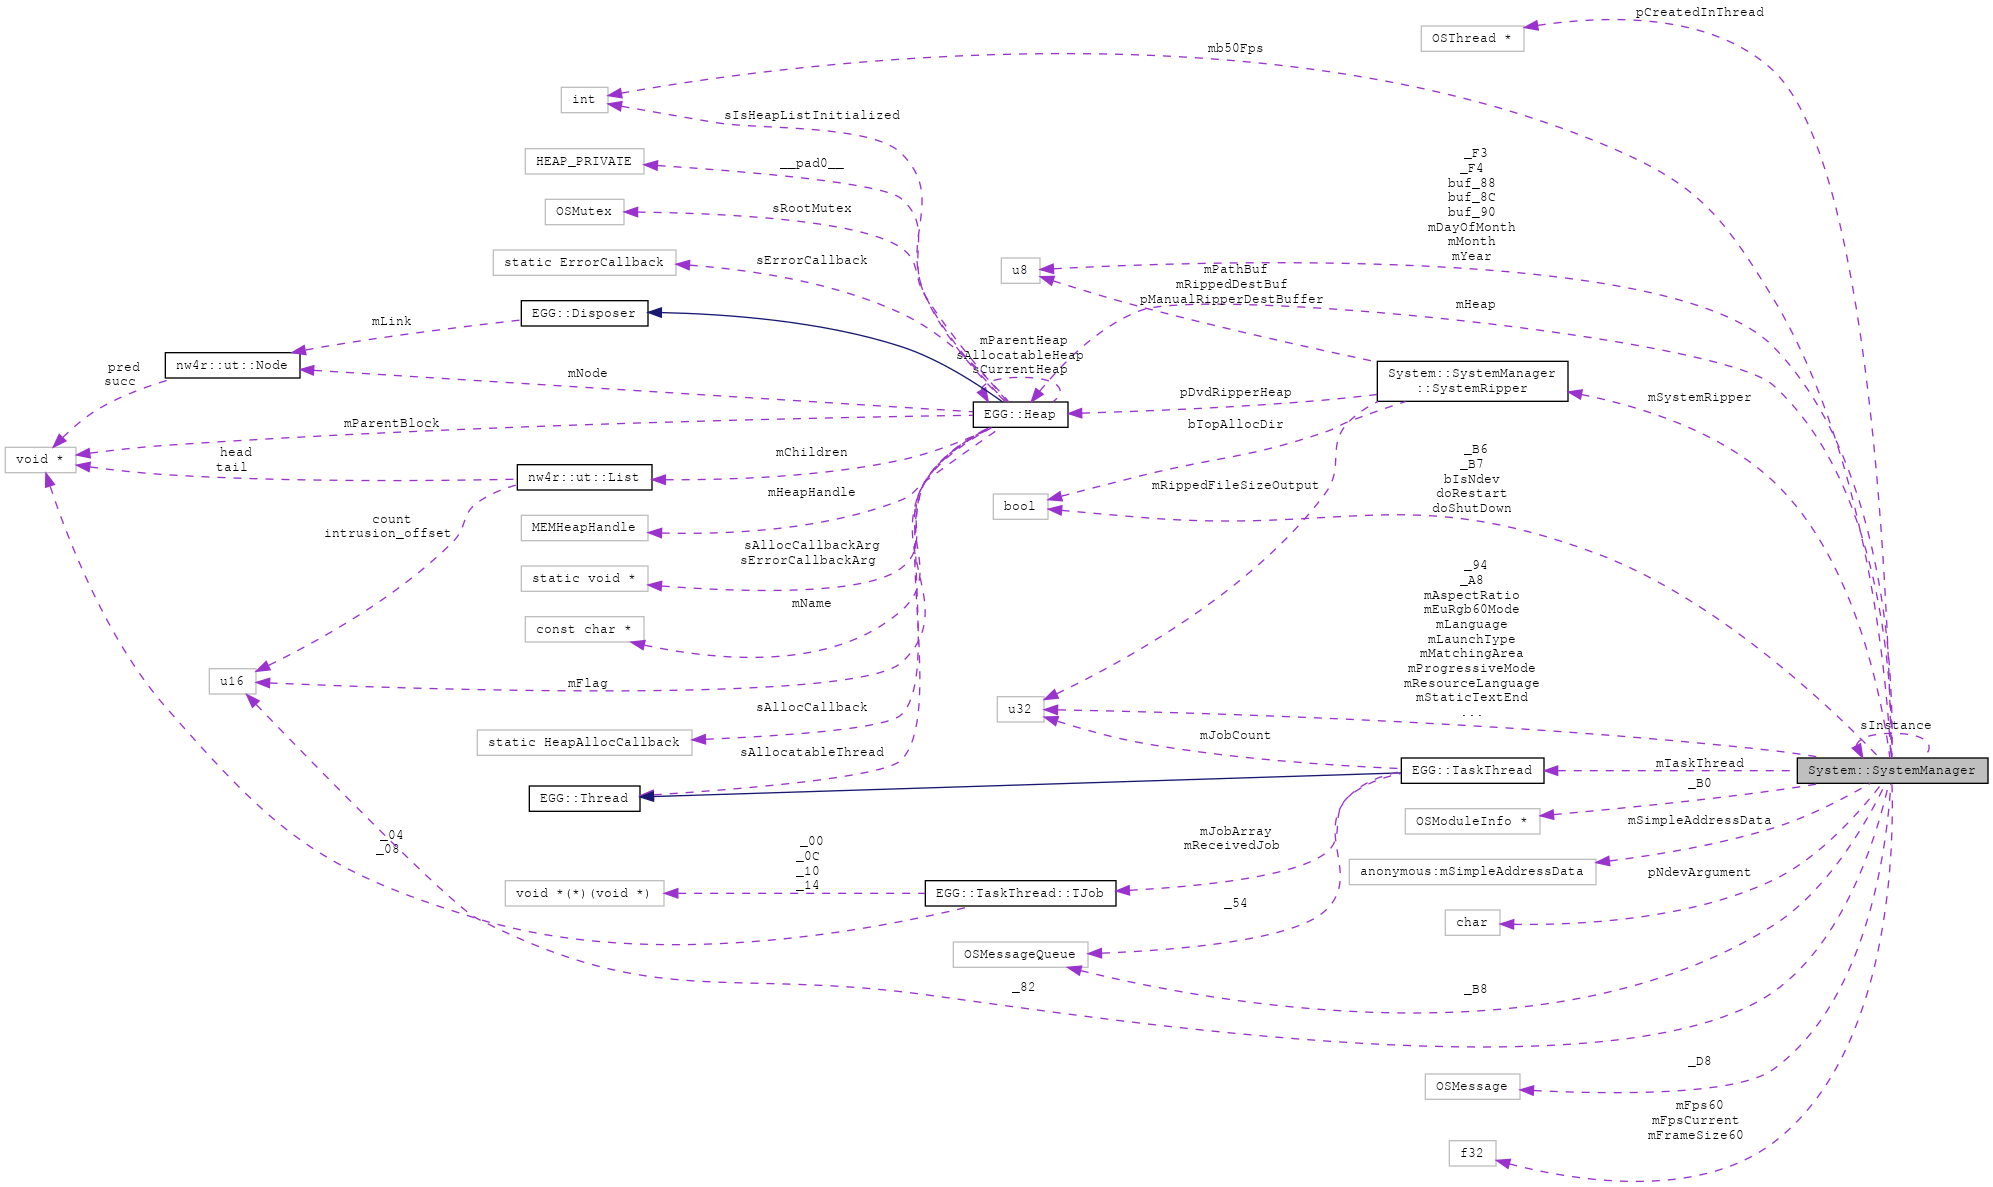 pCreatedInThread
OSThread *
mb50Fps
int
sIsHeapListInitialized
HEAP_PRIVATE
__pad0__
_F3
_F4
buf_88
buf_8C
buf_90
mDayOfMonth
mMonth
mYear
OSMutex
sRootMutex
static ErrorCallback
sErrorCallback
u8
mPathBuf
mRippedDestBuf
pManualRipperDestBuffer
mHeap
EGG::Disposer
mLink
nw4r::ut::Node
pred
succ
mNode
mParentHeap
sAllocatableHeap
sCurrentHeap
EGG::Heap
pDvdRipperHeap
System::SystemManager
::SystemRipper
mSystemRipper
bTopAllocDir
mParentBlock
void *
head
tail
nw4r::ut::List
mChildren
mHeapHandle
MEMHeapHandle
mRippedFileSizeOutput
bool
_B6
_B7
bIsNdev
doRestart
doShutDown
count
intrusion_offset
sAllocCallbackArg
sErrorCallbackArg
static void *
mName
const char *
_94
_A8
mAspectRatio
mEuRgb60Mode
mLanguage
mLaunchType
mMatchingArea
mProgressiveMode
mResourceLanguage
mStaticTextEnd
...
u16
mFlag
u32
sAllocCallback
static HeapAllocCallback
sAllocatableThread
mJobCount
sInstance
EGG::Thread
EGG::TaskThread
mTaskThread
System::SystemManager
_B0
OSModuleInfo *
mSimpleAddressData
anonymous:mSimpleAddressData
_04
_08
_00
_0C
_10
_14
void *(*)(void *)
EGG::TaskThread::TJob
mJobArray
mReceivedJob
pNdevArgument
char
_54
OSMessageQueue
_82
_B8
_D8
OSMessage
mFps60
mFpsCurrent
mFrameSize60
f32